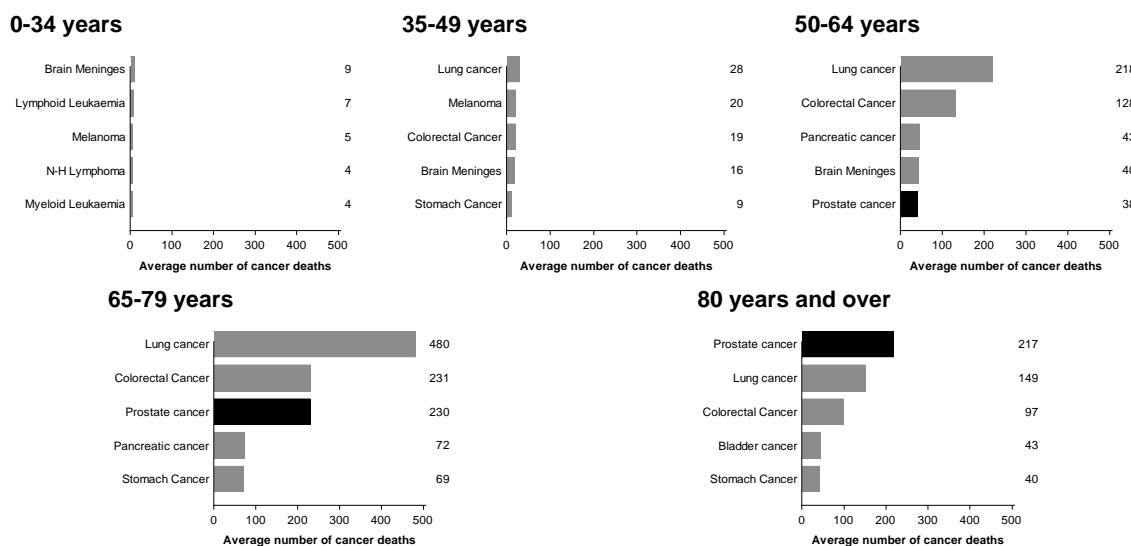 0-34 years
Brain Meninges 9
Lymphoid Leukaemia 7
Melanoma 5
N-H Lymphoma 4
Myeloid Leukaemia 4
0 100 200 300 400 500
Average number of cancer deaths
35-49 years
Lung cancer 28
Melanoma 20
Colorectal Cancer 19
Brain Meninges 16
Stomach Cancer 9
0 100 200 300 400 500
Average number of cancer deaths
50-64 years
Lung cancer 218
Colorectal Cancer 128
Pancreatic cancer 43
Brain Meninges 40
Prostate cancer 38
0 100 200 300 400 500
Average number of cancer deaths
65-79 years
Lung cancer 480
Colorectal Cancer 231
Prostate cancer 230
Pancreatic cancer 72
Stomach Cancer 69
0 100 200 300 400 500
Average number of cancer deaths
80 years and over
Prostate cancer 217
Lung cancer 149
Colorectal Cancer 97
Bladder cancer 43
Stomach Cancer 40
0 100 200 300 400 500
Average number of cancer deaths